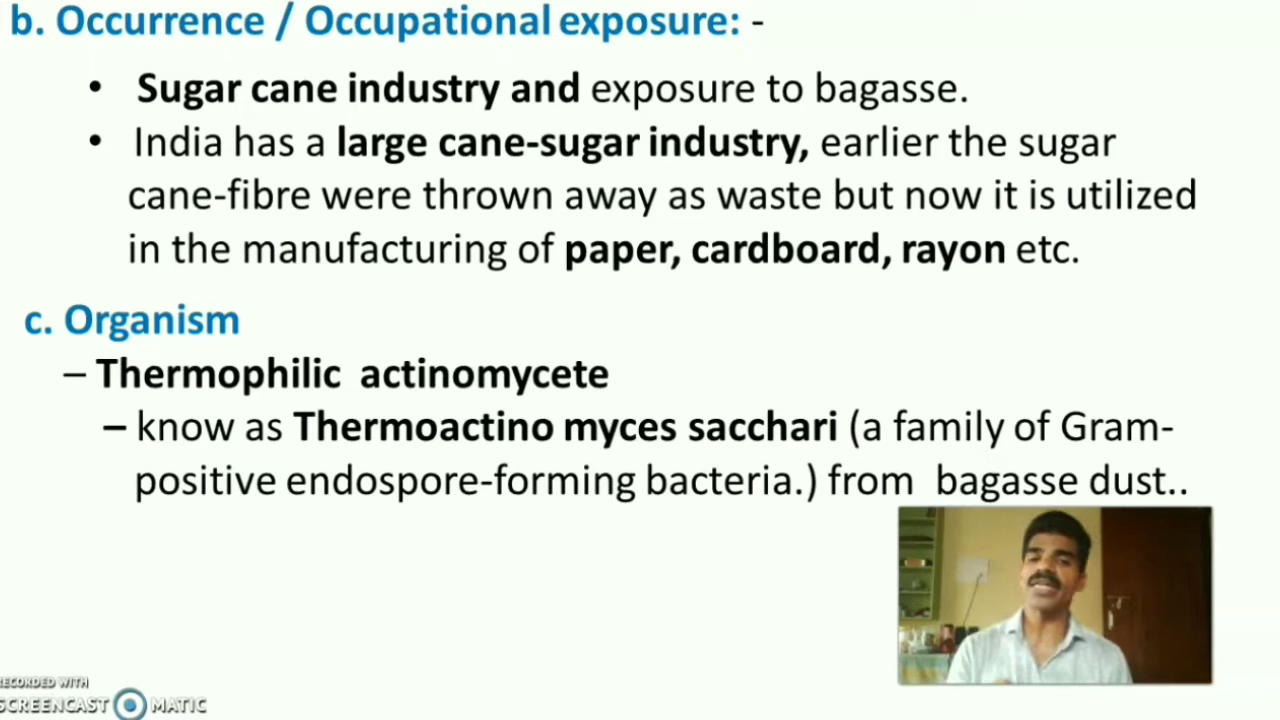 b. Occurrence / Occupational exposure: -
• Sugar cane industry and exposure to bagasse.
• India has a large cane-sugar industry, earlier the sugar
cane-fibre were thrown away as waste but now it is utilized
in the manufacturing of paper, cardboard, rayon etc.
c. Organism
– Thermophilic actinomycete
– know as Thermoactino myces sacchari (a family of Gram-
positive endospore-forming bacteria.) from bagasse dust..
RECORDED WITH
SCREENCAST MATIC